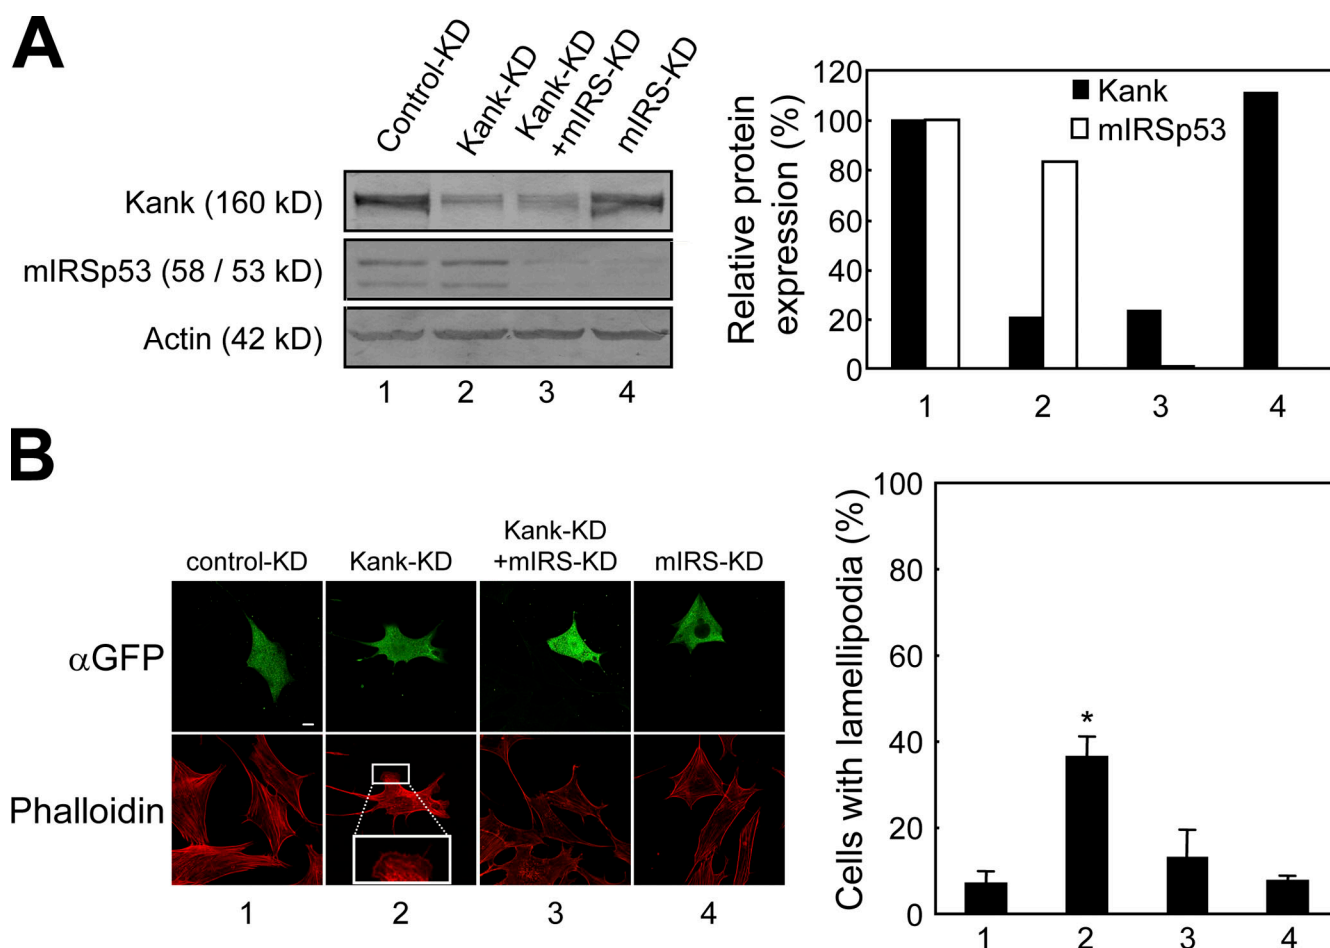 A
Control-KD
Kank-KD
Kank-KD
+mIRS-KD
mIRS-KD
Kank (160 kD)
mIRSp53 (58 / 53 kD)
Actin (42 kD)
1 2 3 4
Relative protein
expression (%)
120
100
80
60
40
20
0
Kank
mIRSp53
1 2 3 4
B
control-KD
Kank-KD
Kank-KD
+mIRS-KD
mIRS-KD
αGFP
Phalloidin
1 2 3 4
Cells with lamellipodia (%)
100
80
60
40
20
0
*
1 2 3 4